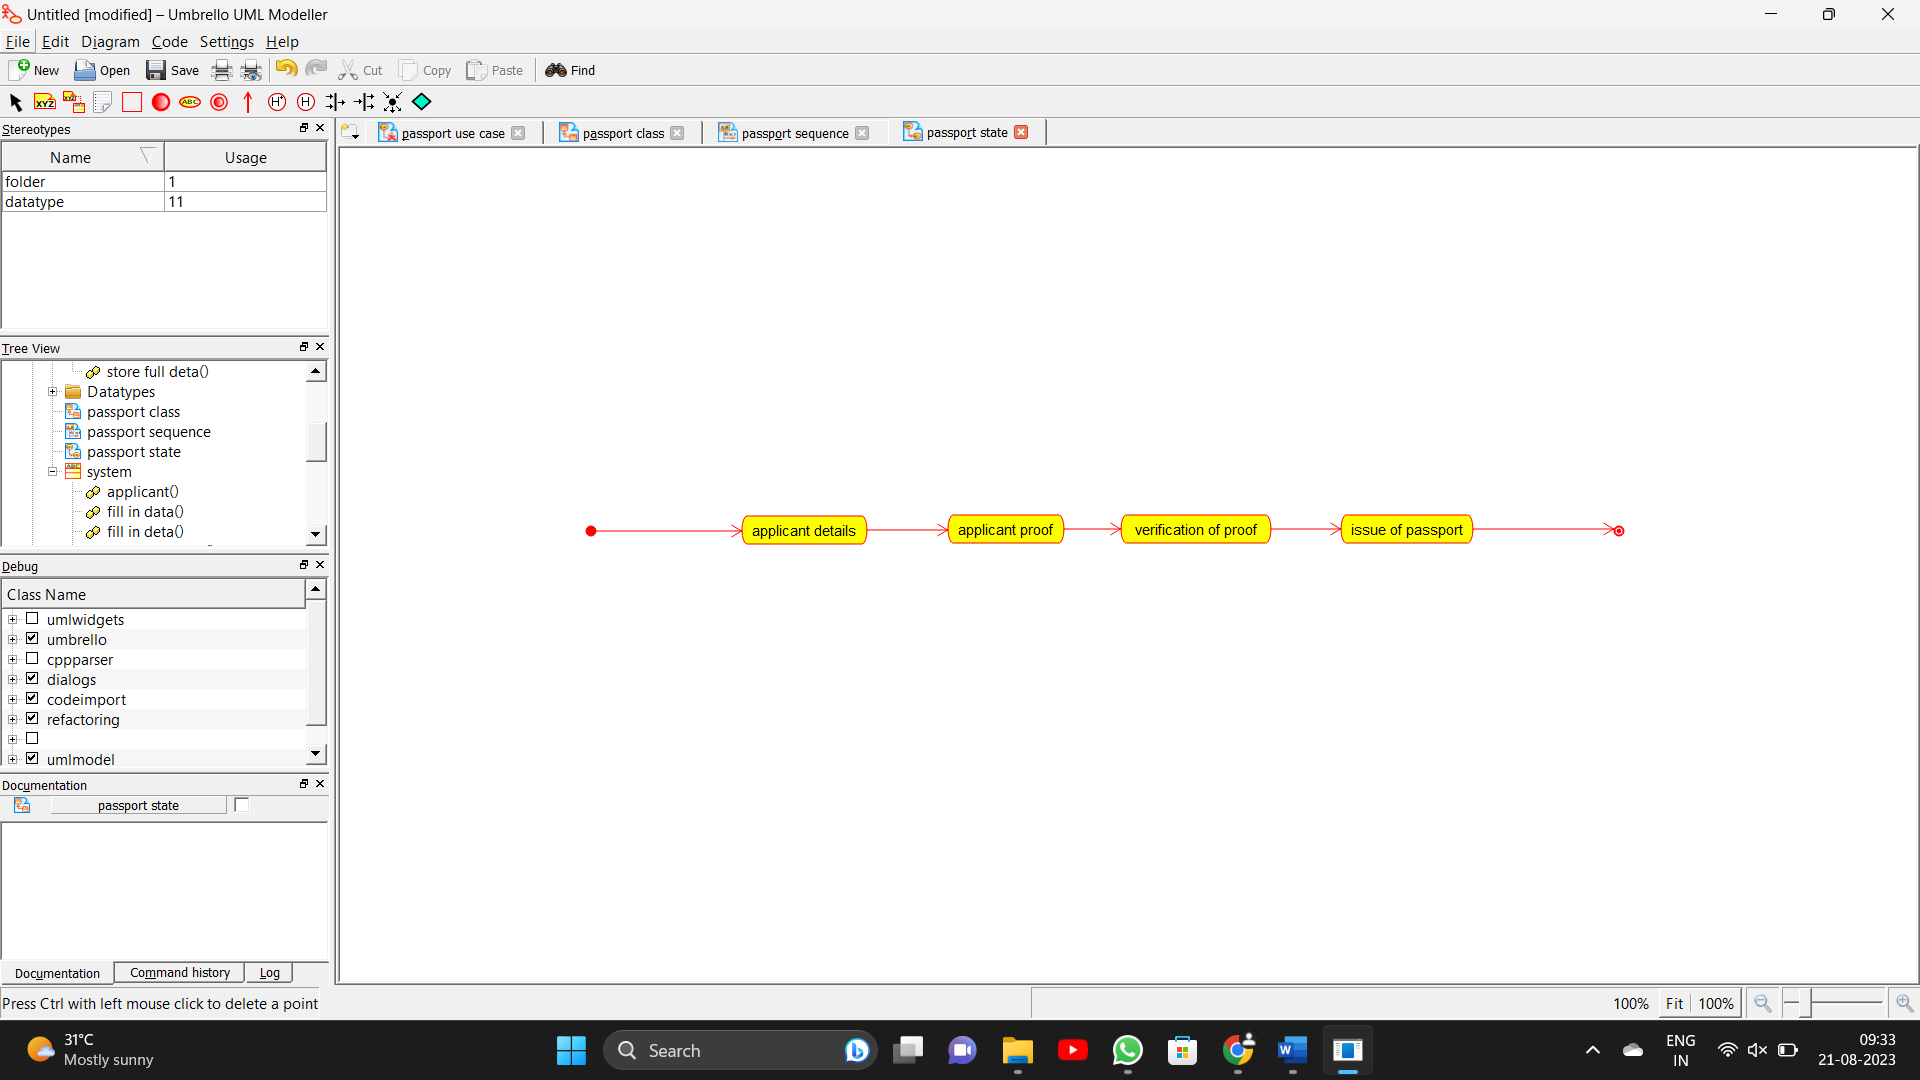 Untitled [modified] – Umbrello UML Modeller
File Edit Diagram Code Settings Help
New Open Save Cut Copy Paste Find
XYZ XYZ ABC H* H
Stereotypes
Name Usage
folder 1
datatype 11
passport use case passport class passport sequence passport state
Tree View
store full deta()
Datatypes
passport class
passport sequence
passport state
system
applicant()
fill in data()
fill in deta()
applicant details applicant proof verification of proof issue of passport
Debug
Class Name
umlwidgets
umbrello
cppparser
dialogs
codeimport
refactoring
umlmodel
Documentation
passport state
Documentation Command history Log
Press Ctrl with left mouse click to delete a point
100% Fit 100%
31°C
Mostly sunny
Search
ENG
IN
09:33
21-08-2023